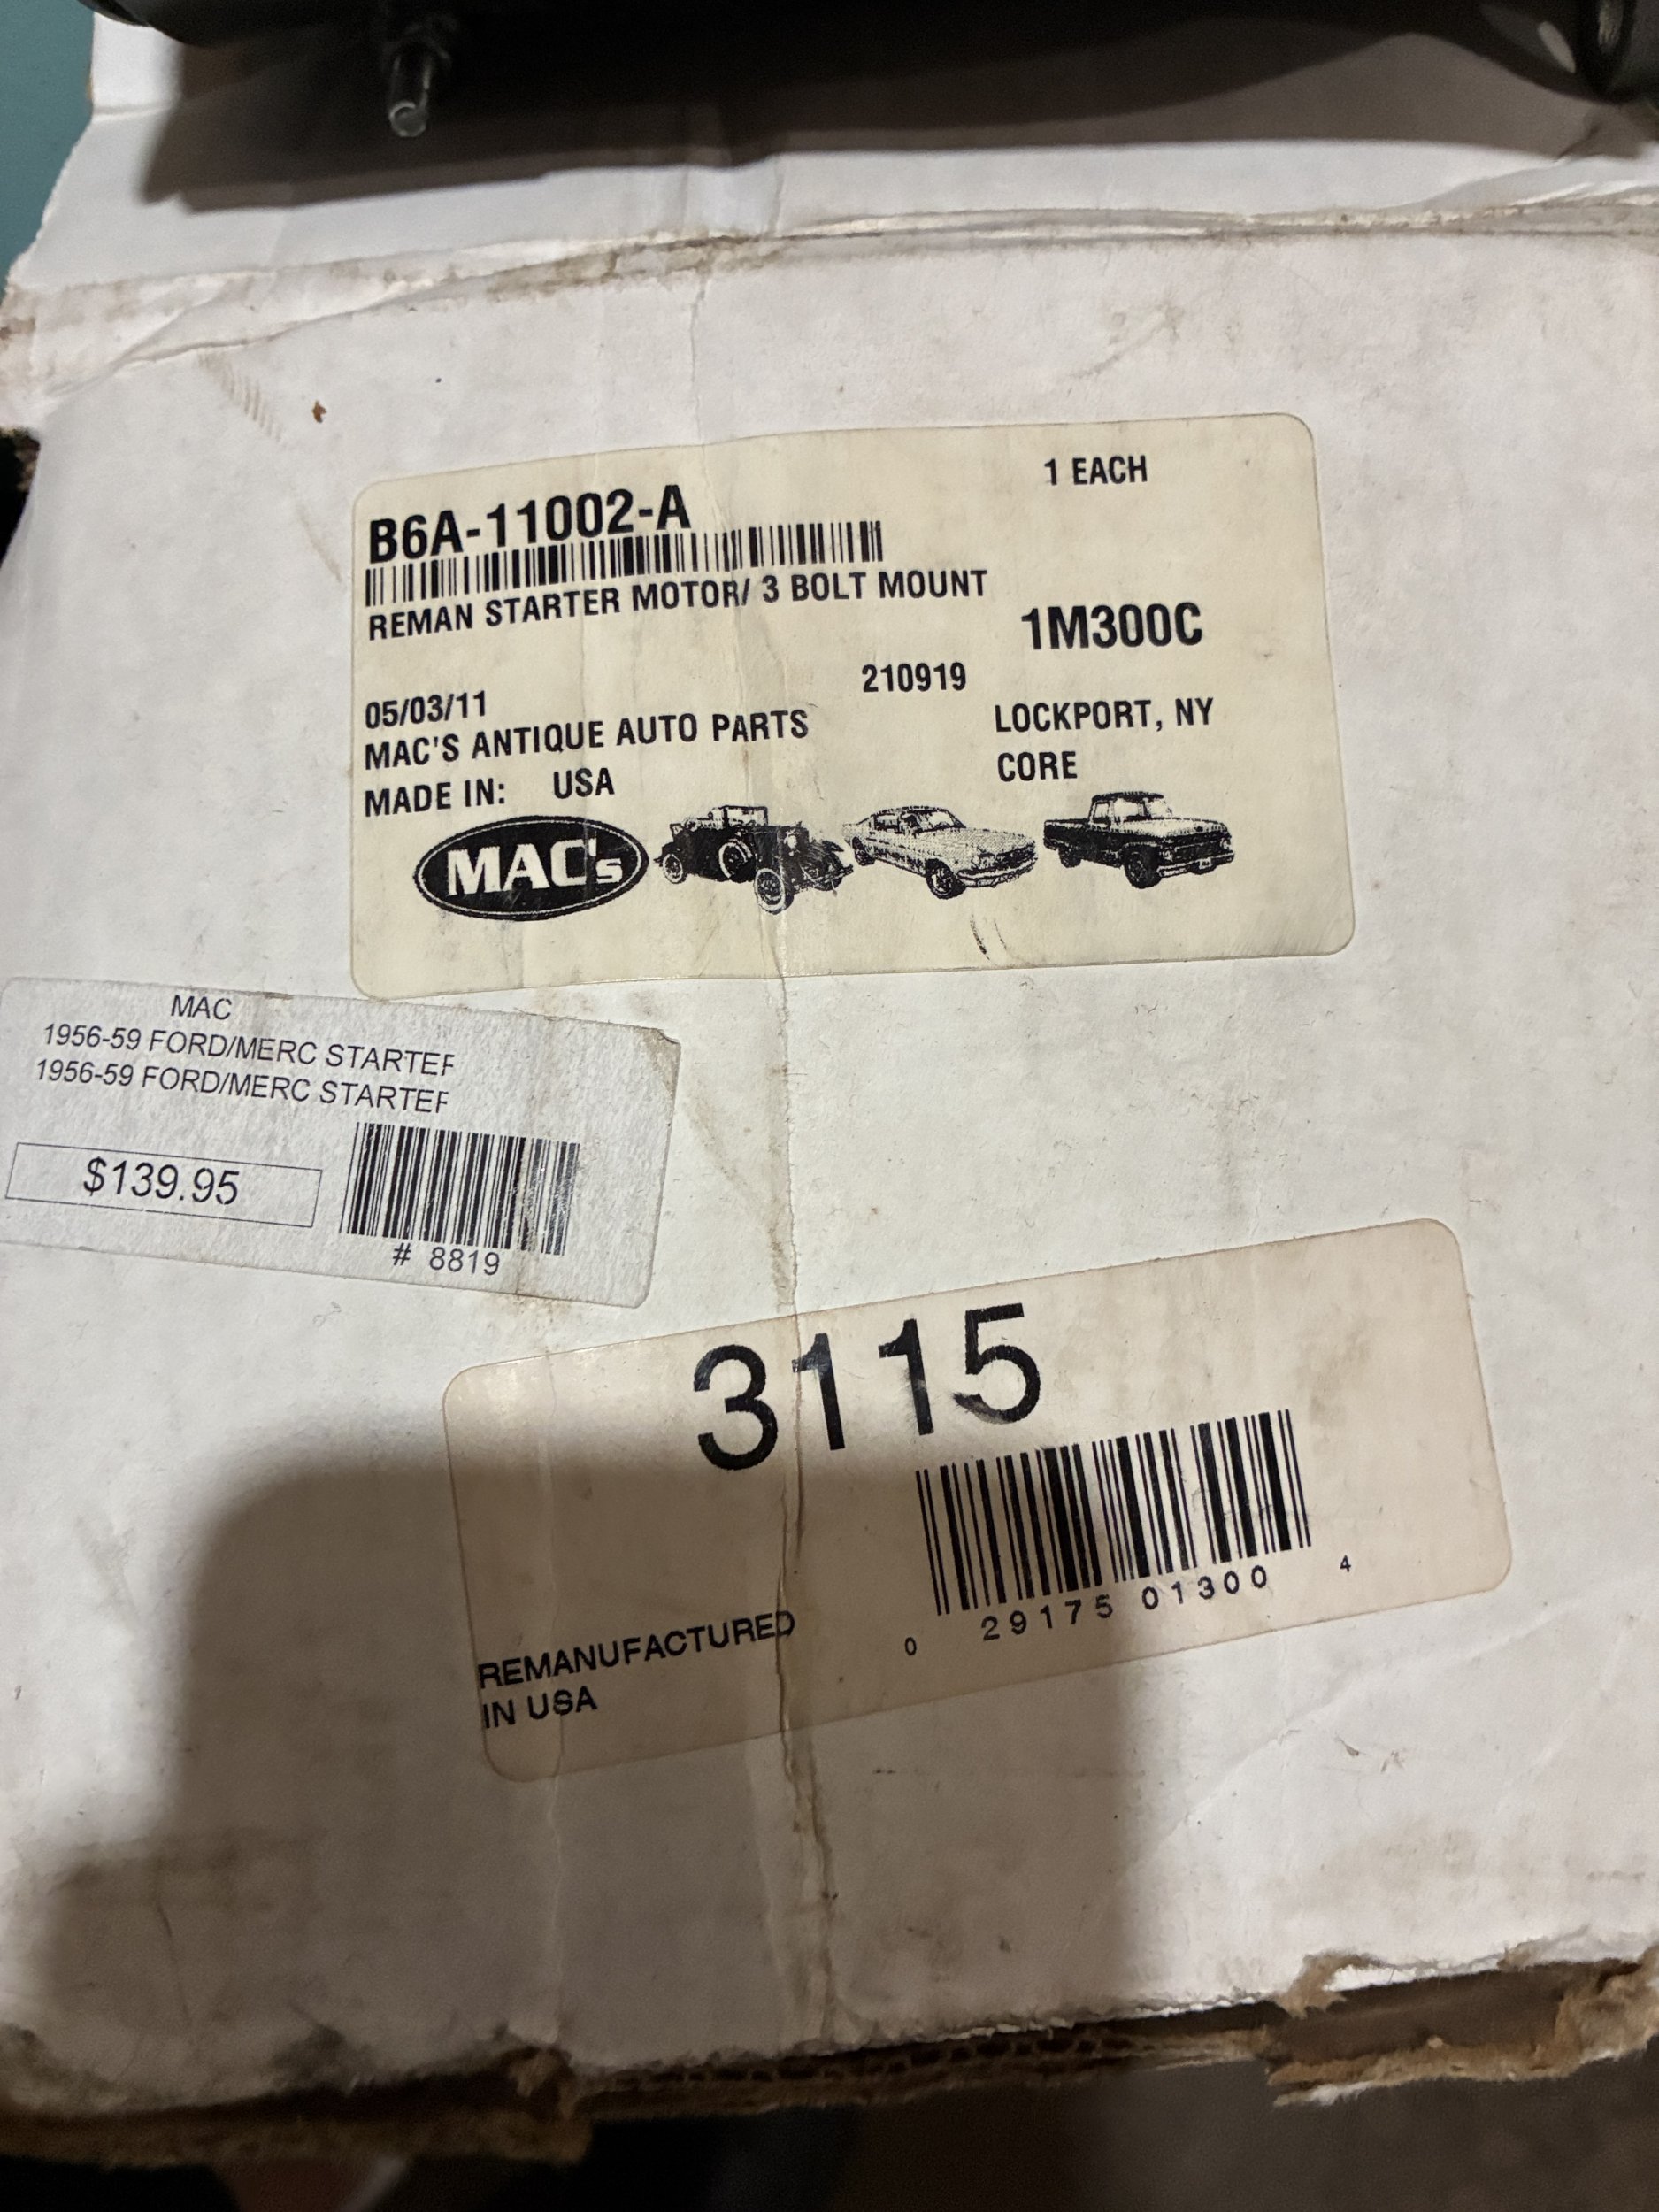 B6A-11002-A
1 EACH
REMAN STARTER MOTOR/ 3 BOLT MOUNT
1M300C
210919
05/03/11
LOCKPORT, NY
MAC'S ANTIQUE AUTO PARTS
CORE
MADE IN: USA
MAC's
MAC
1956-59 FORD/MERC STARTER
1956-59 FORD/MERC STARTER
$139.95
# 8819
3115
0 29175 01300 4
REMANUFACTURED
IN USA